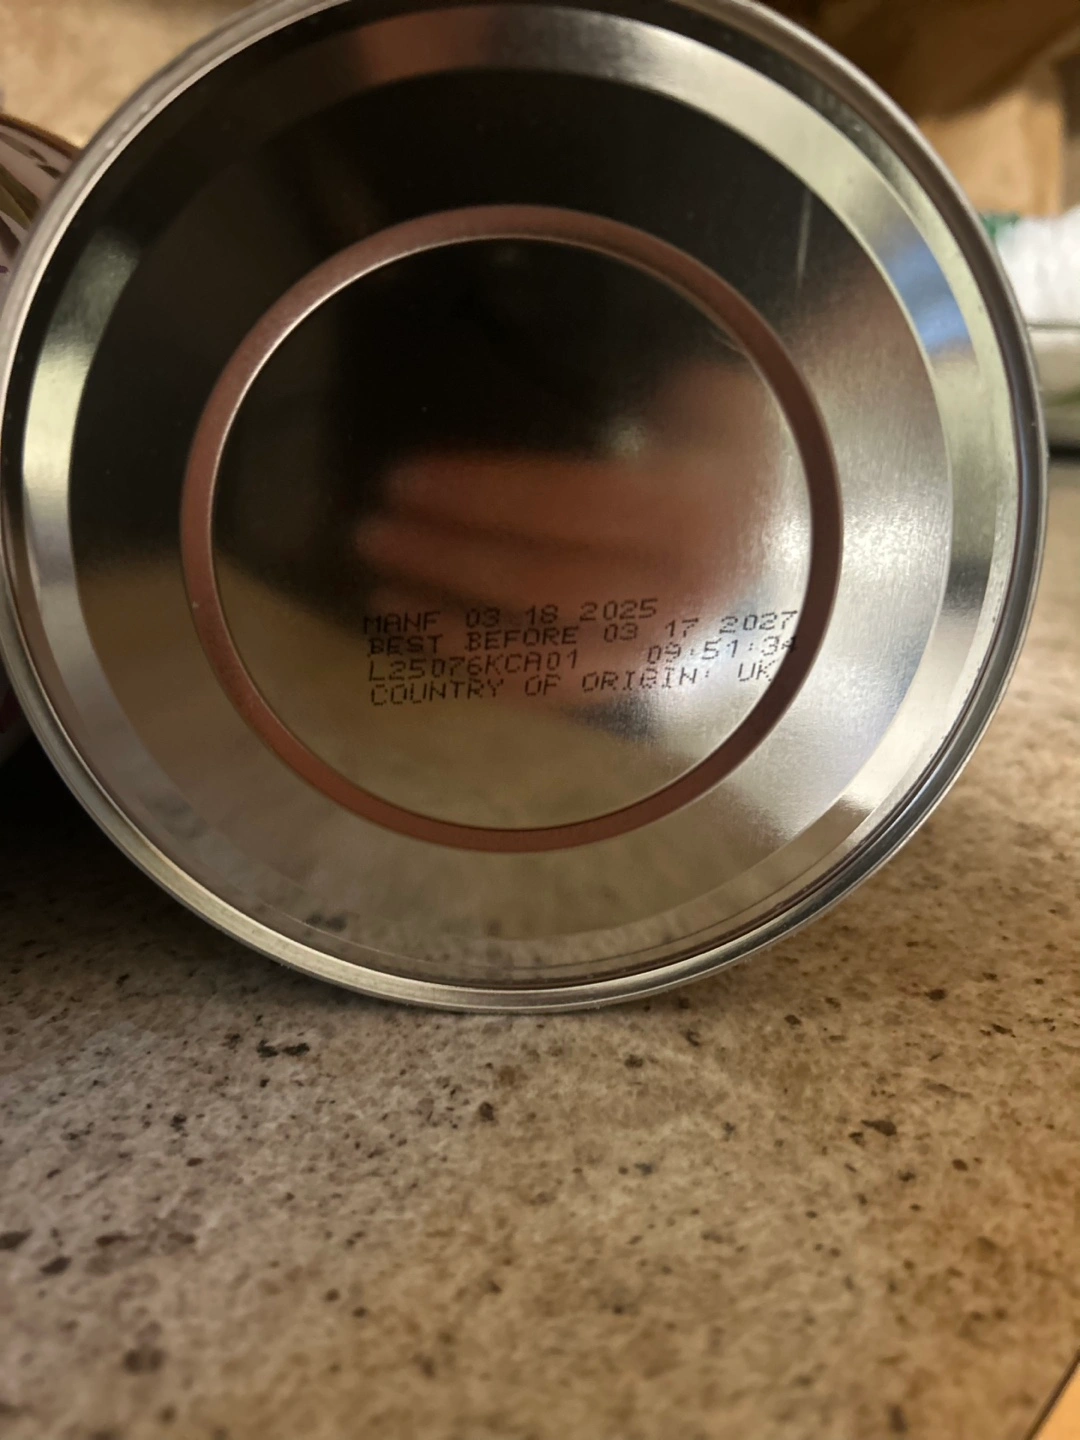 MANF 03 18 2025
BEST BEFORE 03 17 2027
L25076KCA01 09:51:34
COUNTRY OF ORIGIN: UK